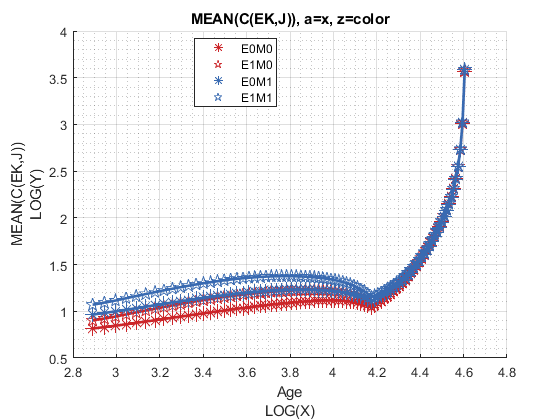 MEAN(C(EK,J)), a=x, z=color
E0M0
E1M0
E0M1
E1M1
MEAN(C(EK,J))
LOG(Y)
4
3.5
3
2.5
2
1.5
1
0.5
2.8 3 3.2 3.4 3.6 3.8 4 4.2 4.4 4.6 4.8
Age
LOG(X)